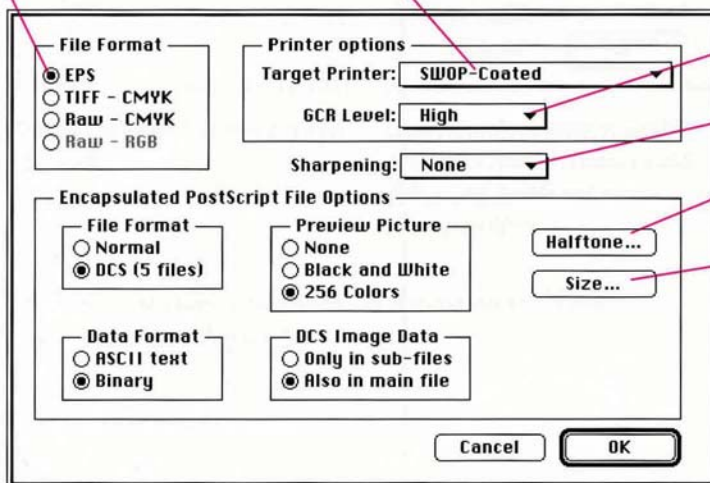 File Format
EPS
TIFF - CMYK
Raw - CMYK
Raw - RGB
Printer options
Target Printer: SWOP-Coated
GCR Level: High
Sharpening: None
Encapsulated PostScript File Options
File Format
Normal
DCS (5 files)
Preview Picture
None
Black and White
256 Colors
Halftone...
Size...
Data Format
ASCII text
Binary
DCS Image Data
Only in sub-files
Also in main file
Cancel
OK